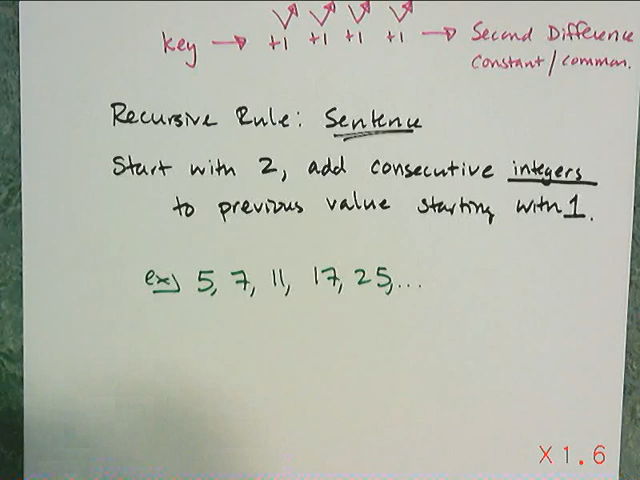 key → +1 +1 +1 +1 → Second Difference
Constant/common.
Recursive Rule: Sentence
Start with 2, add consecutive integers
to previous value starting with 1.
ex) 5, 7, 11, 17, 25,...
X1.6